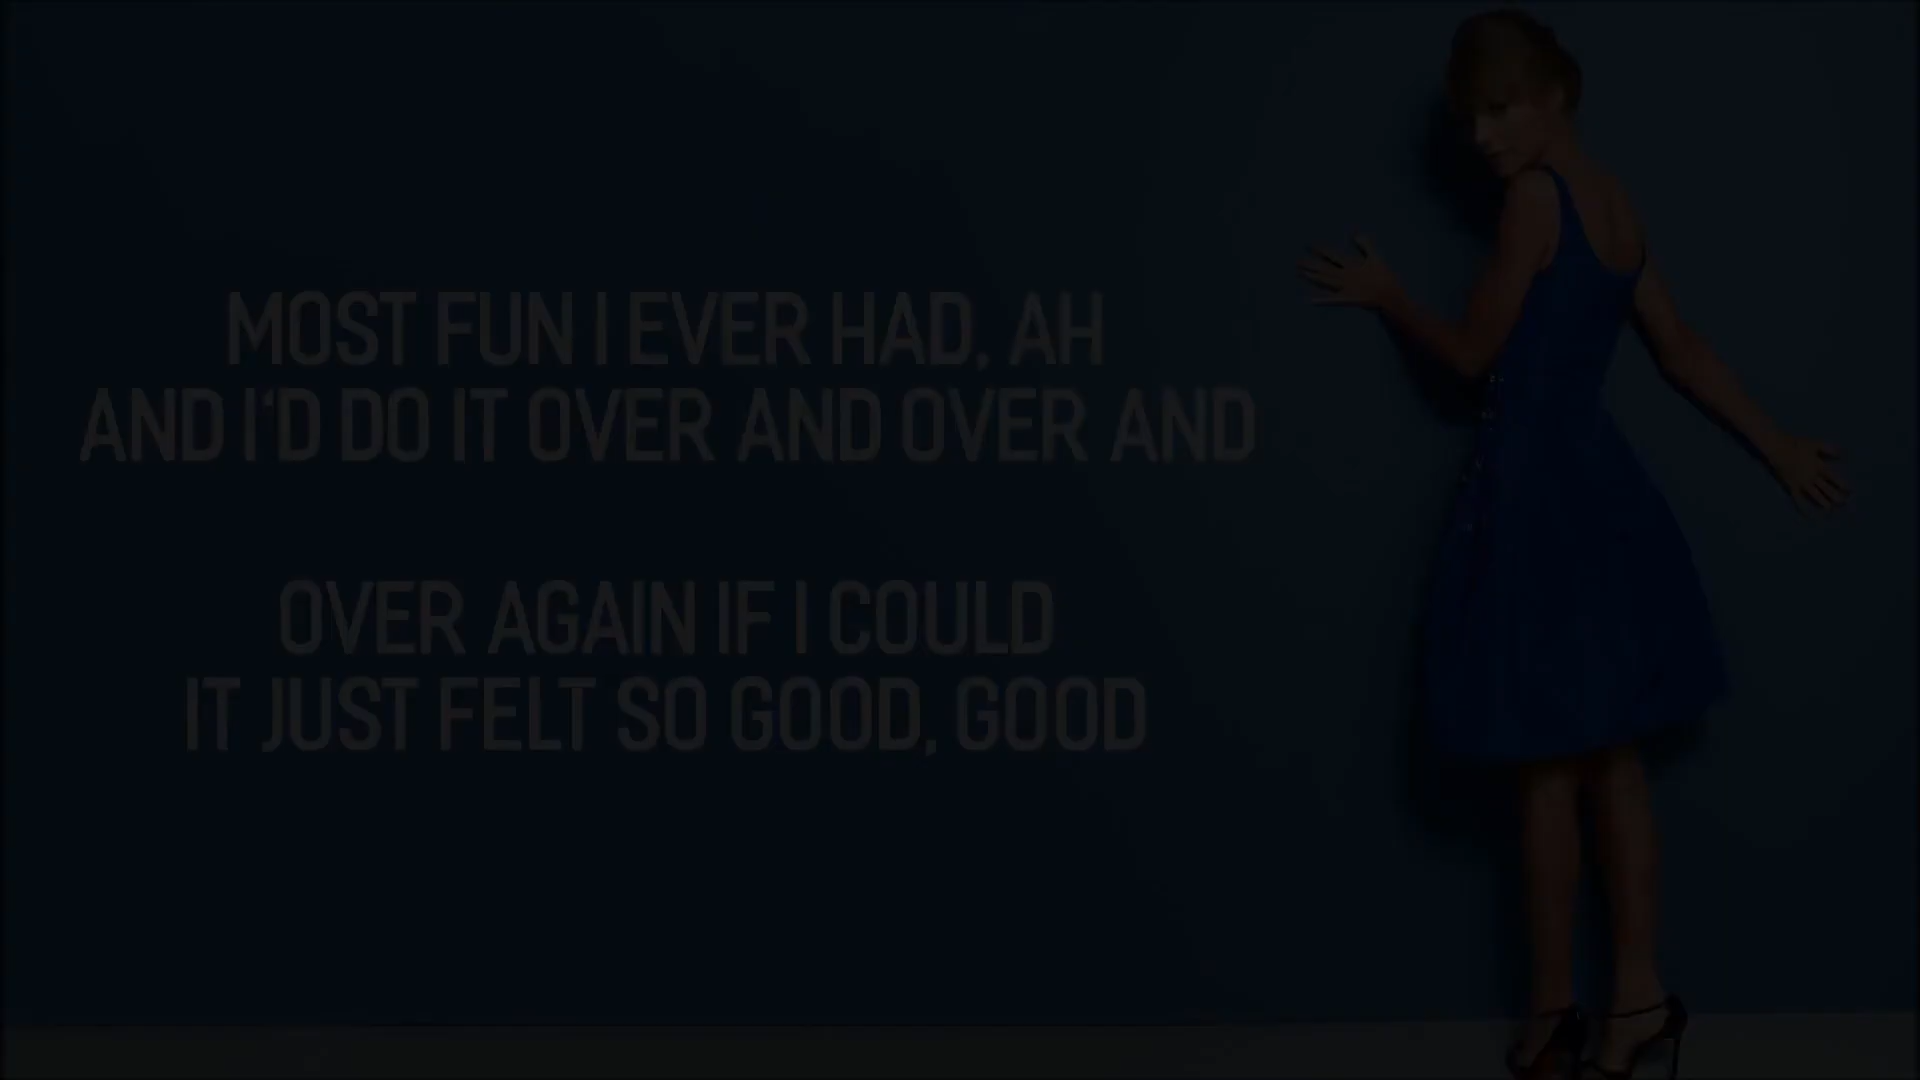 MOST FUN I EVER HAD, AH
AND I'D DO IT OVER AND OVER AND
OVER AGAIN IF I COULD
IT JUST FELT SO GOOD, GOOD